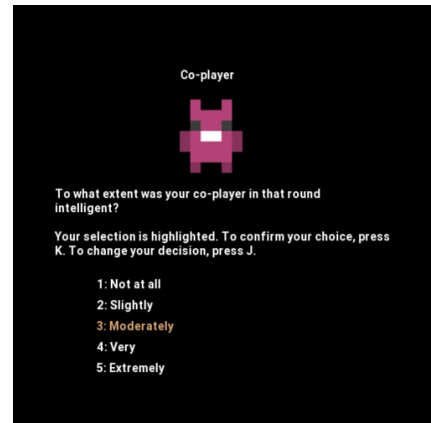 Co-player
To what extent was your co-player in that round
intelligent?
Your selection is highlighted. To confirm your choice, press
K. To change your decision, press J.
1: Not at all
2: Slightly
3: Moderately
4: Very
5: Extremely